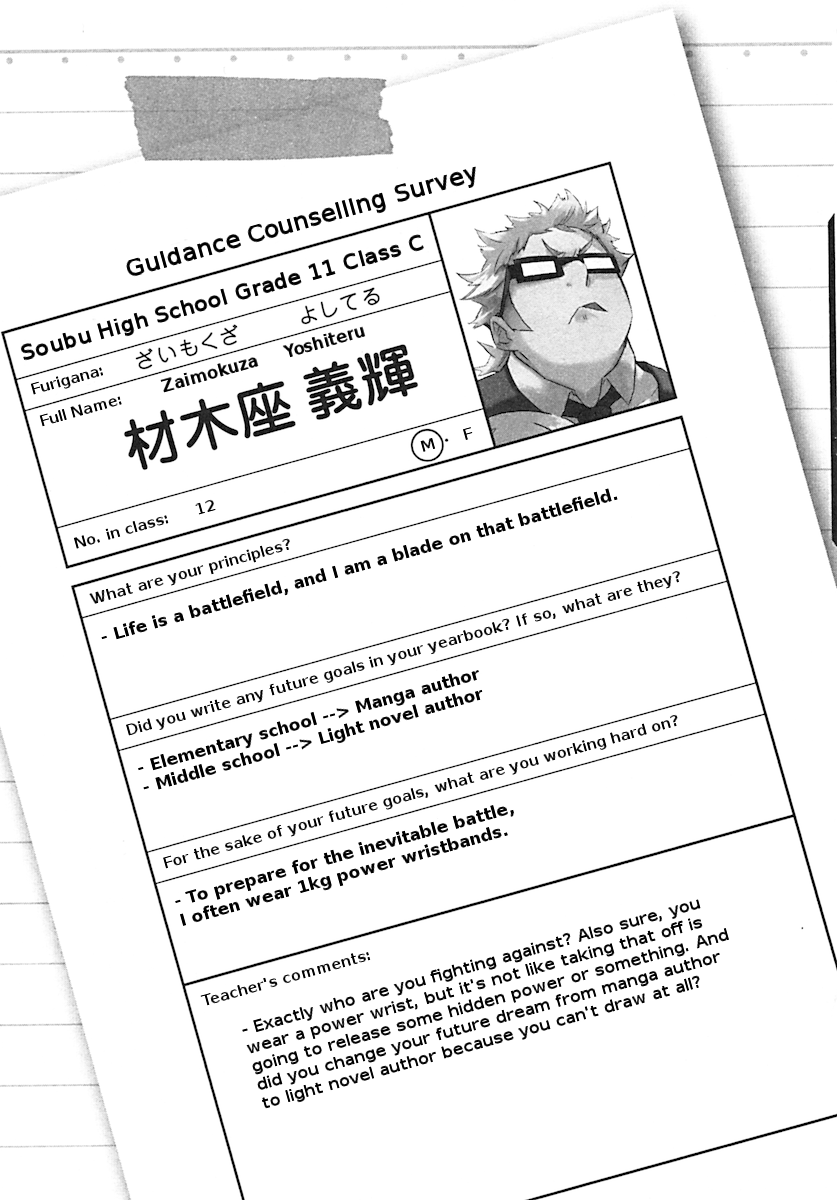 Guidance Counselling Survey
Soubu High School Grade 11 Class C
Furigana: ざいもくざ よしてる
Full Name: Zaimokuza Yoshiteru
材木座 義輝
M · F
No. in class: 12
What are your principles?
- Life is a battlefield, and I am a blade on that battlefield.
Did you write any future goals in your yearbook? If so, what are they?
- Elementary school --> Manga author
- Middle school --> Light novel author
For the sake of your future goals, what are you working hard on?
- To prepare for the inevitable battle,
I often wear 1kg power wristbands.
Teacher's comments:
- Exactly who are you fighting against? Also sure, you
wear a power wrist, but it's not like taking that off is
going to release some hidden power or something. And
did you change your future dream from manga author
to light novel author because you can't draw at all?